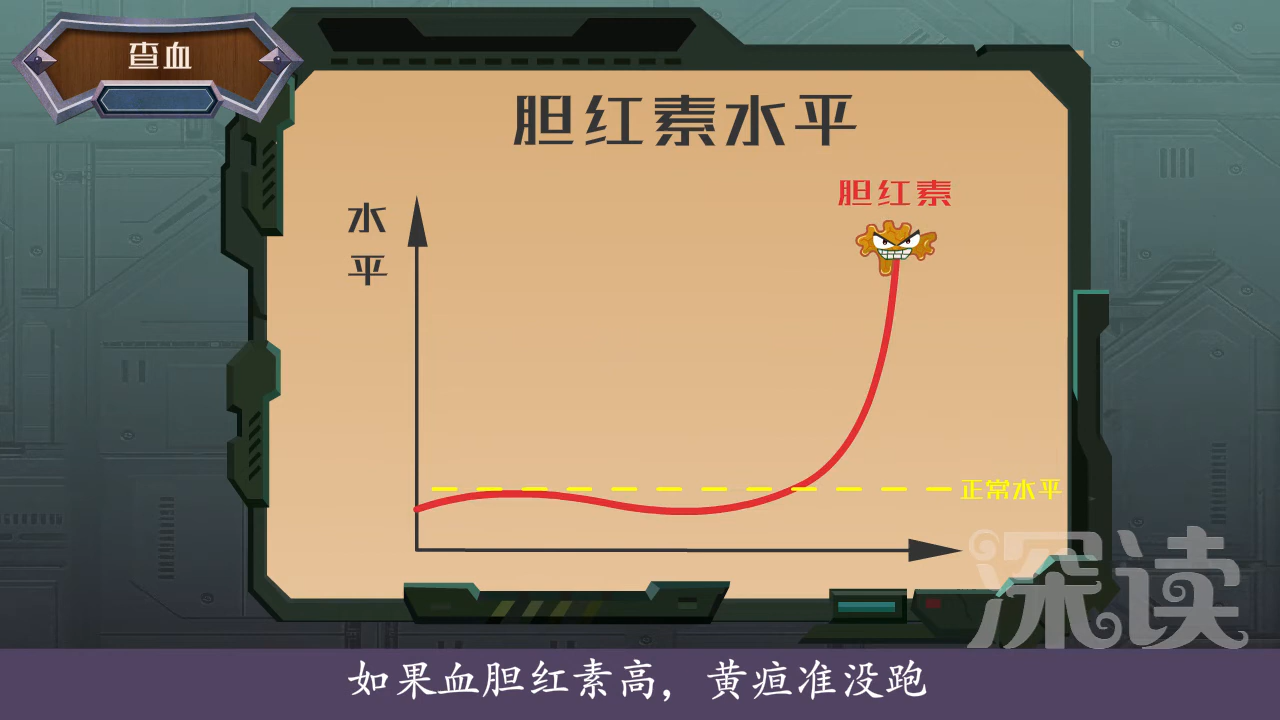 查血
胆红素水平
胆红素
水
平
正常水平
深读
如果血胆红素高，黄疸准没跑